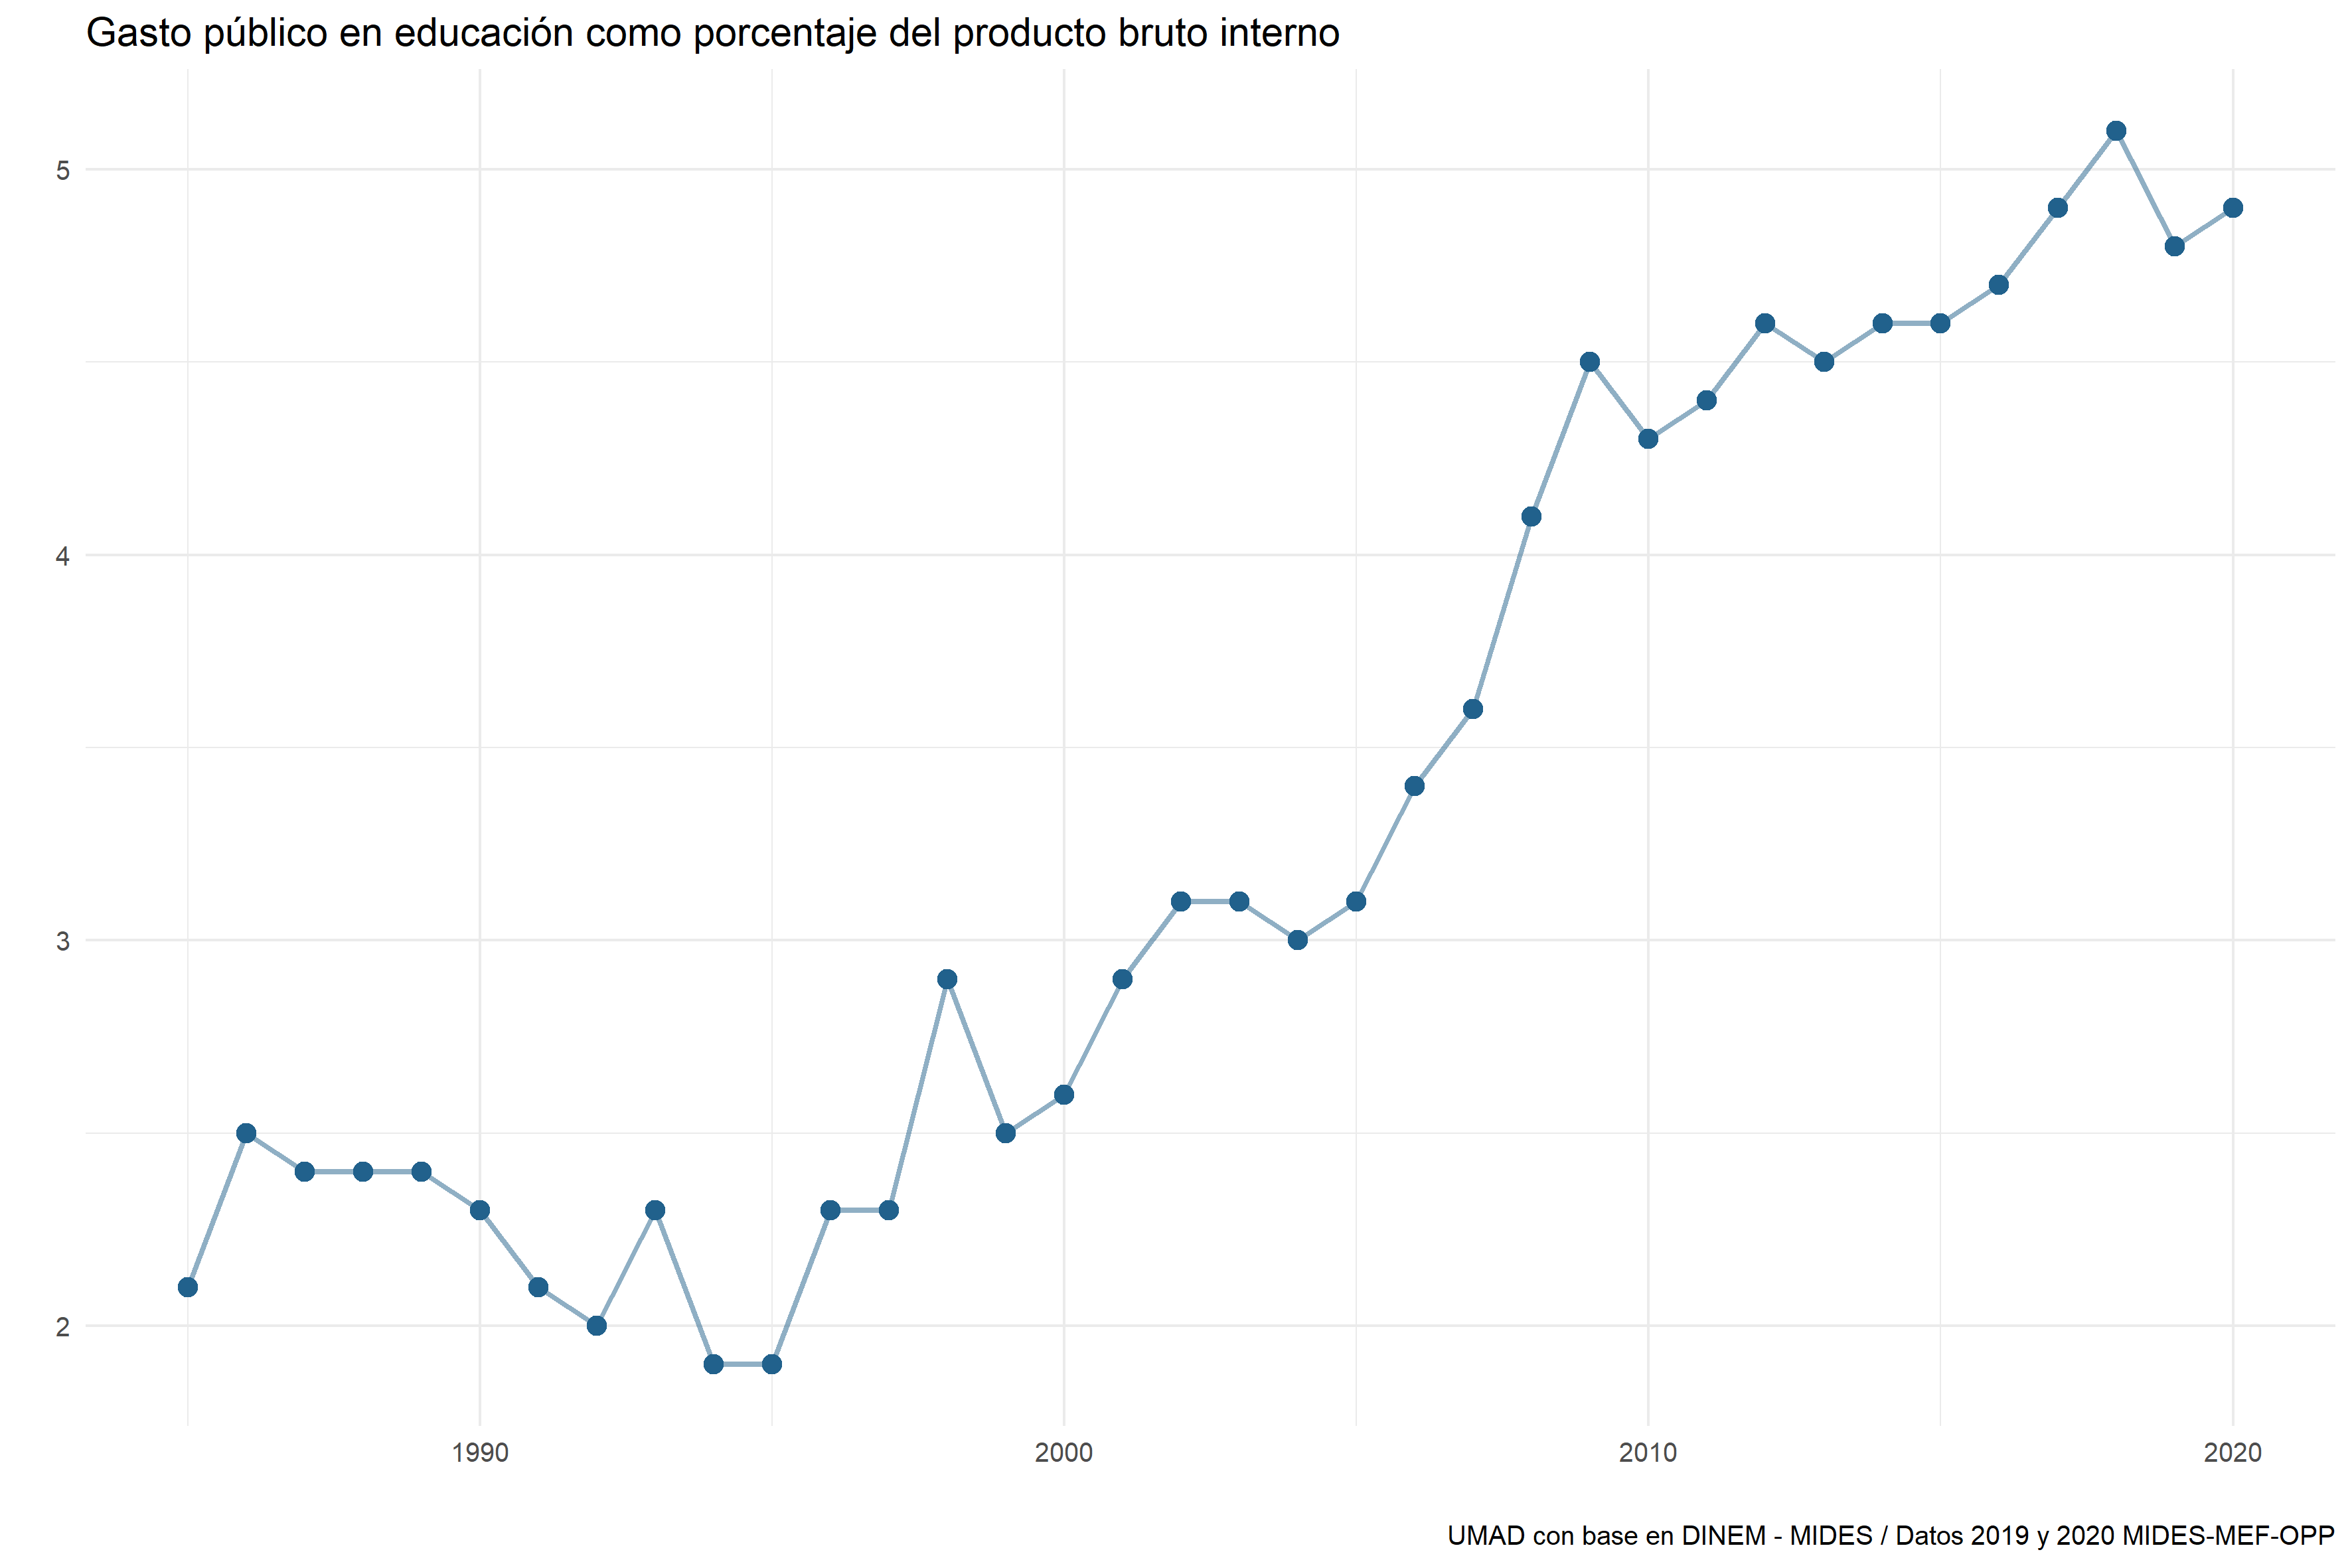 Gasto público en educación como porcentaje del producto bruto interno
5
4
3
2
1990 2000 2010 2020
UMAD con base en DINEM - MIDES / Datos 2019 y 2020 MIDES-MEF-OPP